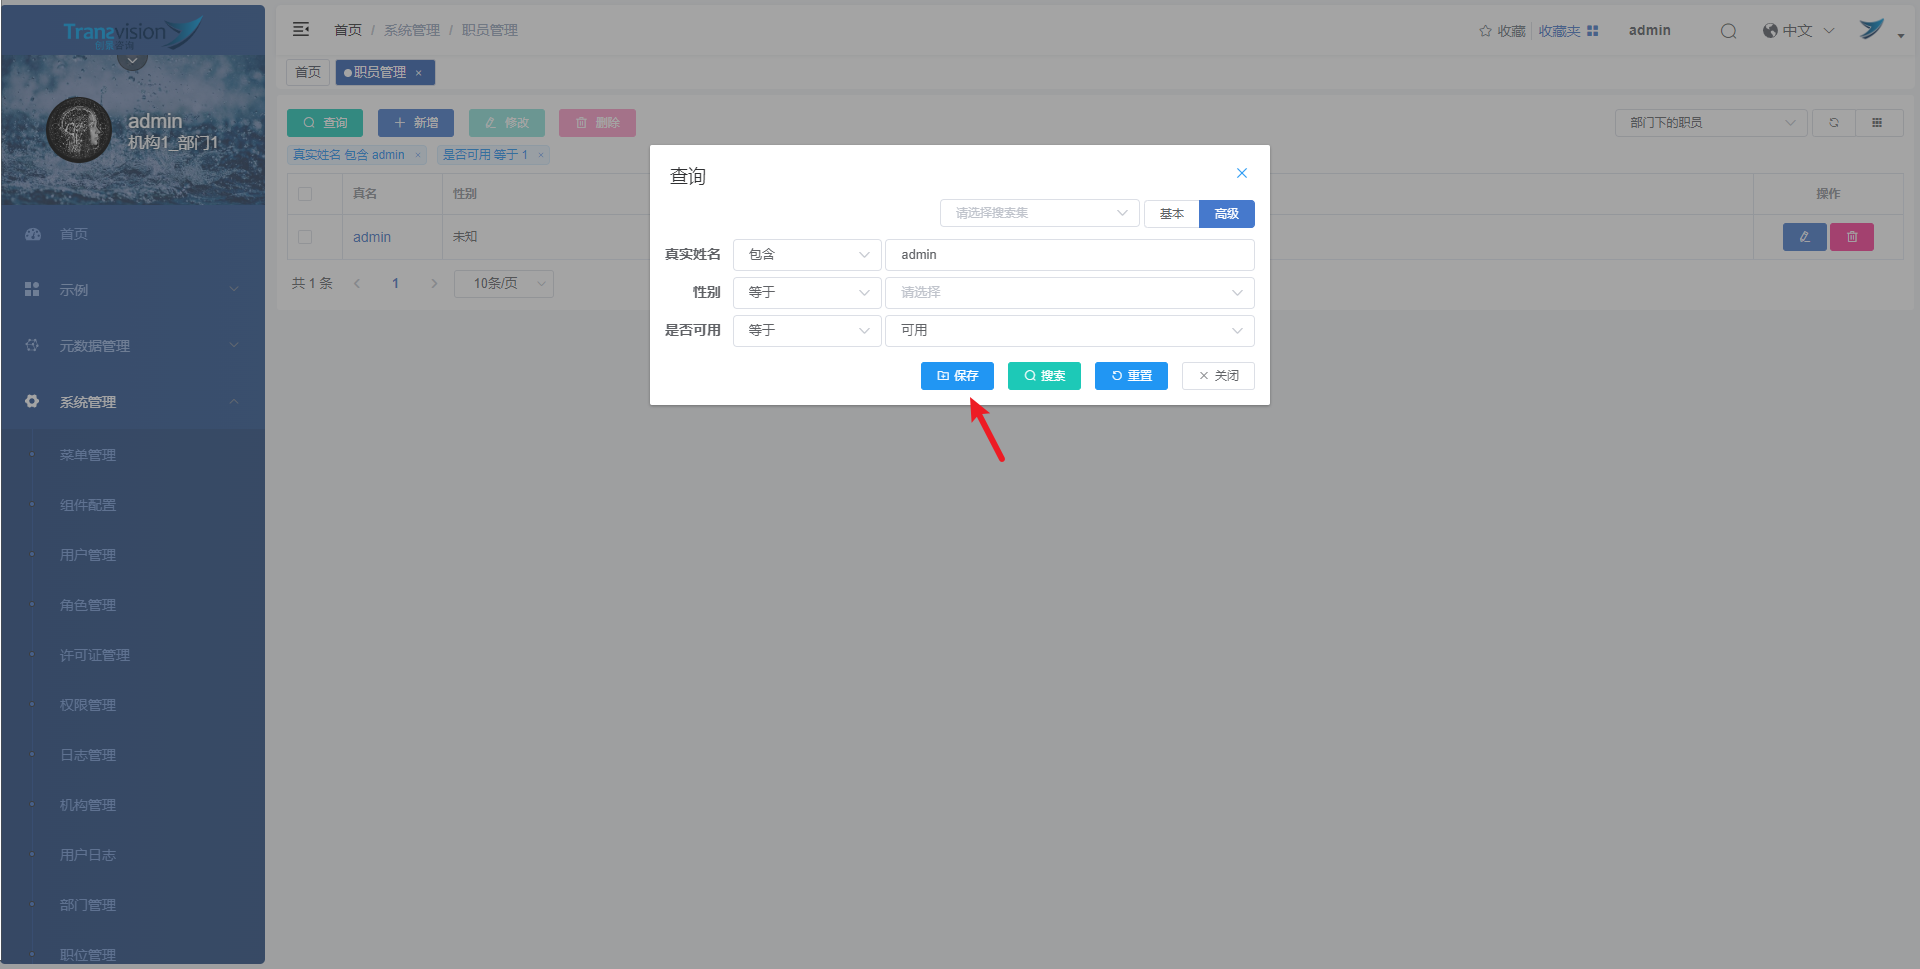 Transvision
创景咨询
admin
机构1_部门1
首页
示例
元数据管理
系统管理
菜单管理
组件配置
用户管理
角色管理
许可证管理
权限管理
日志管理
机构管理
用户日志
部门管理
职位管理
首页 / 系统管理 / 职员管理
收藏 收藏夹 admin 中文
首页 职员管理 ×
查询 新增 修改 删除 部门下的职员
真实姓名 包含 admin × 是否可用 等于 1 ×
真名 性别 操作
admin 未知
共 1 条 1 10条/页
查询
请选择搜索集 基本 高级
真实姓名 包含 admin
性别 等于 请选择
是否可用 等于 可用
保存 搜索 重置 关闭